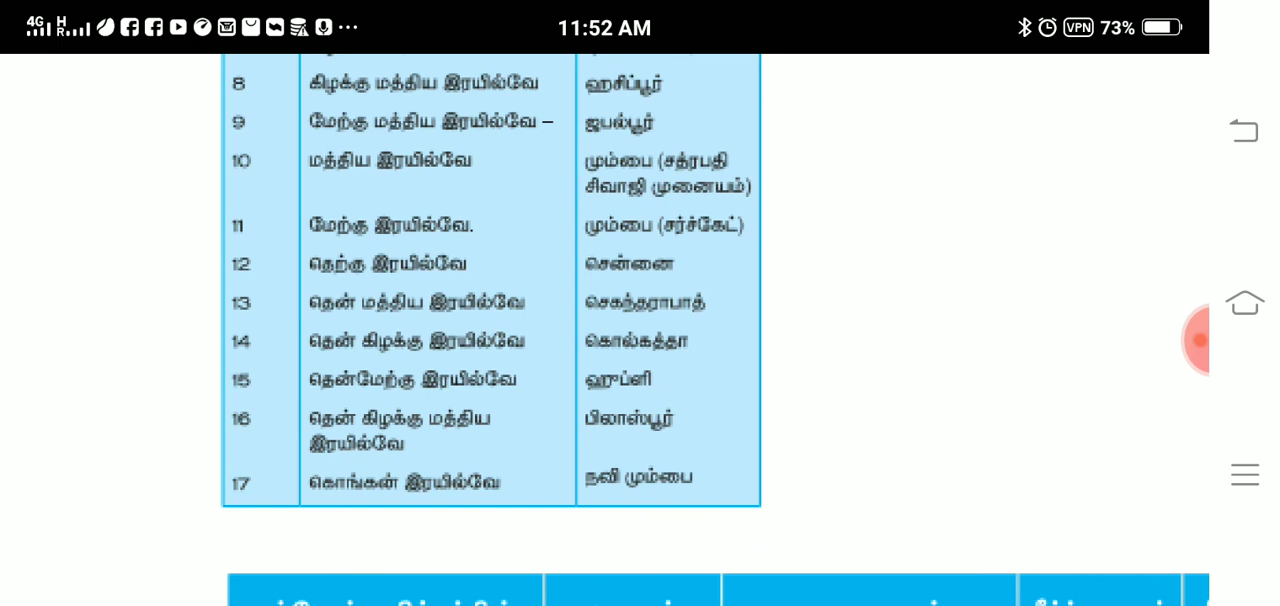 11:52 AM
VPN 73%
8 கிழக்கு மத்திய இரயில்வே ஹசிப்பூர்
9 மேற்கு மத்திய இரயில்வே – ஜபல்பூர்
10 மத்திய இரயில்வே மும்பை (சத்ரபதி
சிவாஜி முனையம்)
11 மேற்கு இரயில்வே. மும்பை (சர்ச்கேட்)
12 தெற்கு இரயில்வே சென்னை
13 தென் மத்திய இரயில்வே செகந்தராபாத்
14 தென் கிழக்கு இரயில்வே கொல்கத்தா
15 தென்மேற்கு இரயில்வே ஹுப்ளி
16 தென் கிழக்கு மத்திய பிலாஸ்பூர்
இரயில்வே
17 கொங்கன் இரயில்வே நவி மும்பை